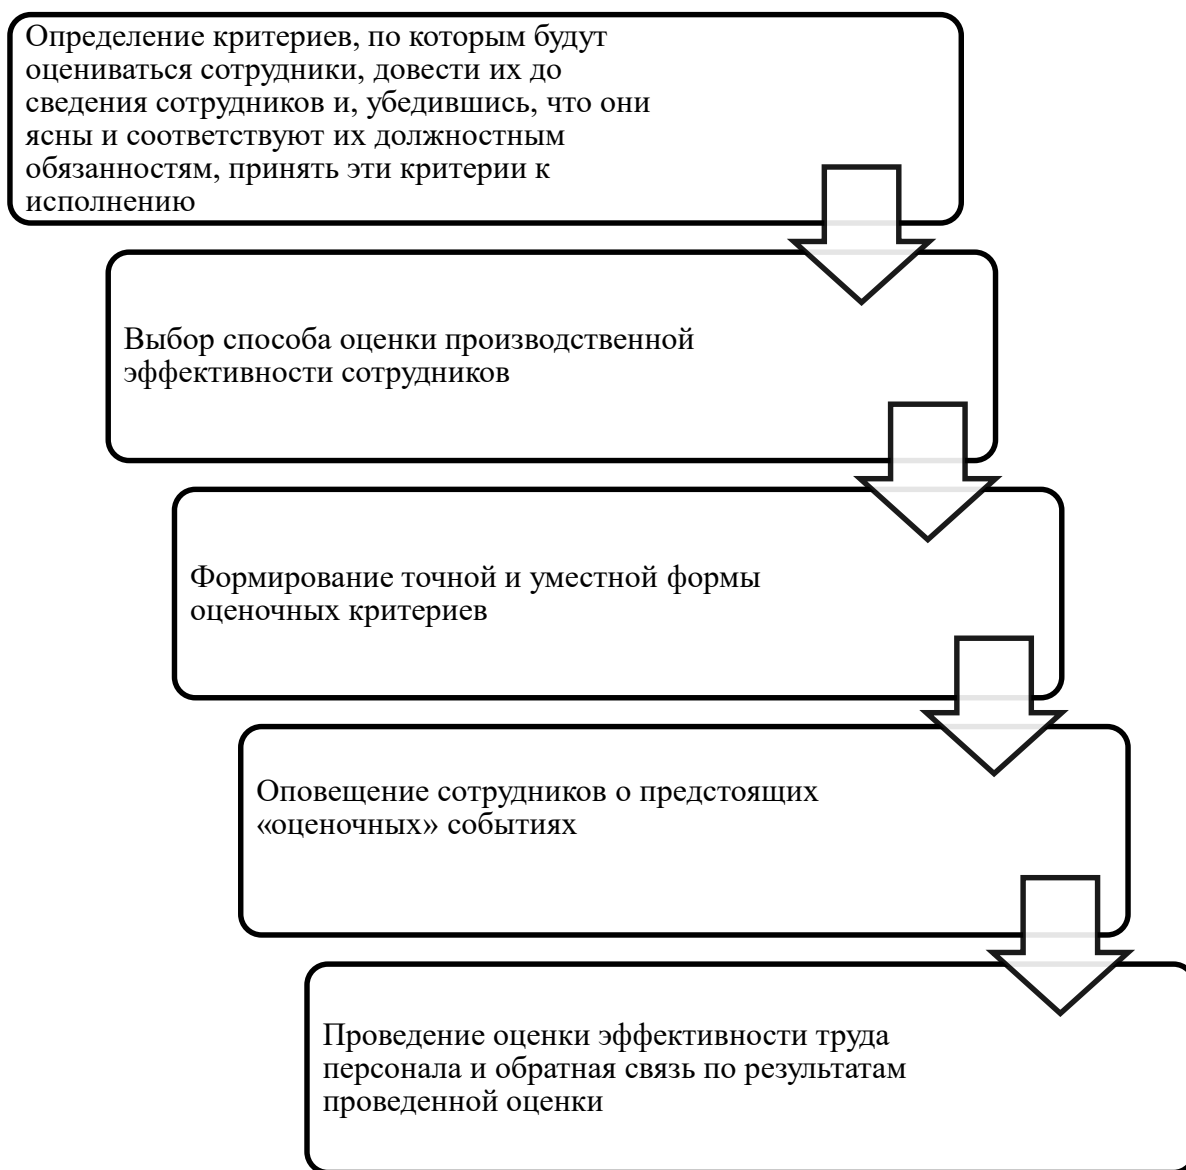 Определение критериев, по которым будут
оцениваться сотрудники, довести их до
сведения сотрудников и, убедившись, что они
ясны и соответствуют их должностным
обязанностям, принять эти критерии к
исполнению
Выбор способа оценки производственной
эффективности сотрудников
Формирование точной и уместной формы
оценочных критериев
Оповещение сотрудников о предстоящих
«оценочных» событиях
Проведение оценки эффективности труда
персонала и обратная связь по результатам
проведенной оценки